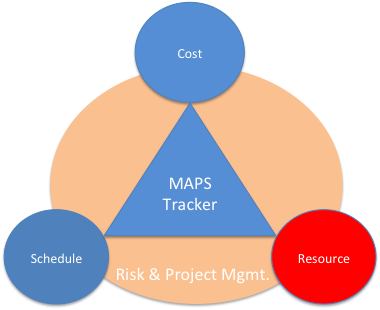 Cost
MAPS
Tracker
Schedule
Resource
Risk & Project Mgmt.